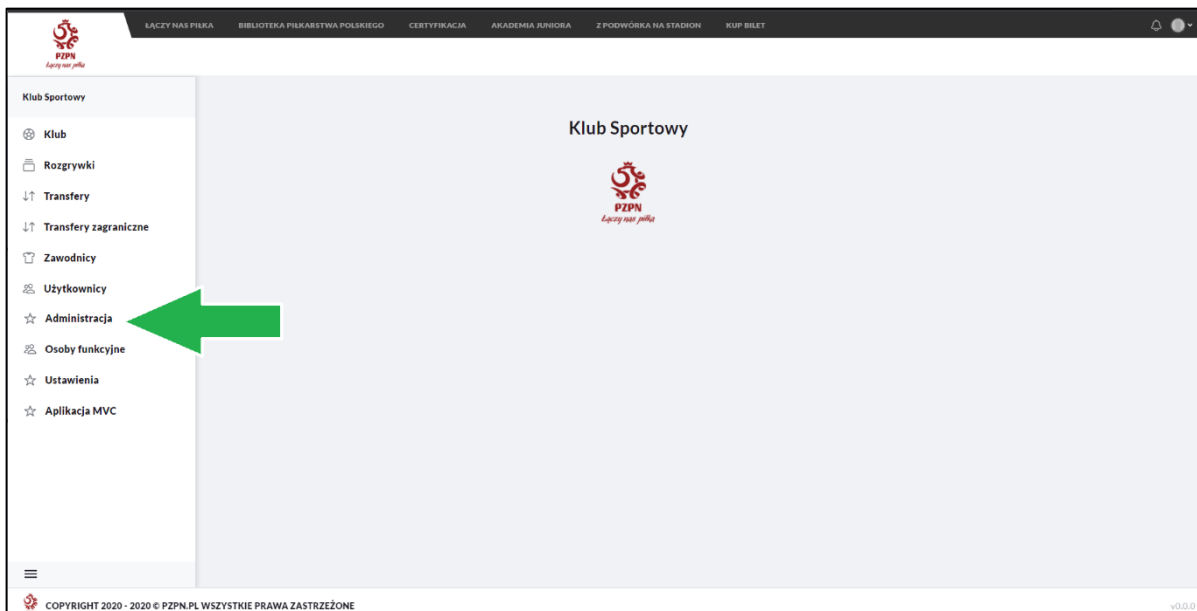 ŁĄCZY NAS PIŁKA BIBLIOTEKA PIŁKARSTWA POLSKIEGO CERTYFIKACJA AKADEMIA JUNIORA Z PODWÓRKA NA STADION KUP BILET
PZPN
Łączy nas piłka
Klub Sportowy
Klub
Rozgrywki
Transfery
Transfery zagraniczne
Zawodnicy
Użytkownicy
Administracja
Osoby funkcyjne
Ustawienia
Aplikacja MVC
Klub Sportowy
PZPN
Łączy nas piłka
COPYRIGHT 2020 - 2020 © PZPN.PL WSZYSTKIE PRAWA ZASTRZEŻONE
v0.0.0